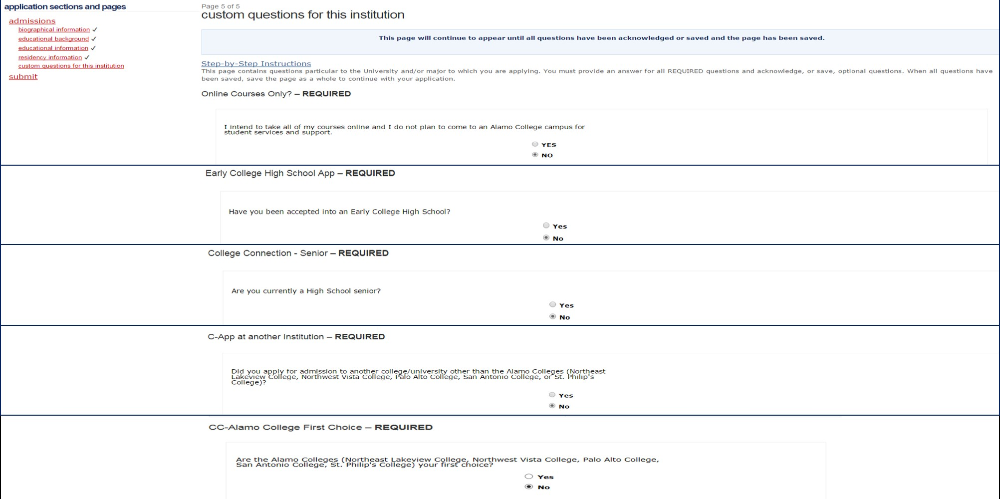 application sections and pages
admissions
biographical information ✓
educational background ✓
educational information ✓
residency information ✓
custom questions for this institution
submit
Page 5 of 5
custom questions for this institution
This page will continue to appear until all questions have been acknowledged or saved and the page has been saved.
Step-by-Step Instructions
This page contains questions particular to the University and/or major to which you are applying. You must provide an answer for all REQUIRED questions and acknowledge, or save, optional questions. When all questions have
been saved, save the page as a whole to continue with your application.
Online Courses Only? – REQUIRED
I intend to take all of my courses online and I do not plan to come to an Alamo College campus for
student services and support.
YES
NO
Early College High School App – REQUIRED
Have you been accepted into an Early College High School?
Yes
No
College Connection - Senior – REQUIRED
Are you currently a High School senior?
Yes
No
C-App at another Institution – REQUIRED
Did you apply for admission to another college/university other than the Alamo Colleges (Northeast
Lakeview College, Northwest Vista College, Palo Alto College, San Antonio College, or St. Philip's
College)?
Yes
No
CC-Alamo College First Choice – REQUIRED
Are the Alamo Colleges (Northeast Lakeview College, Northwest Vista College, Palo Alto College,
San Antonio College, St. Philip's College) your first choice?
Yes
No